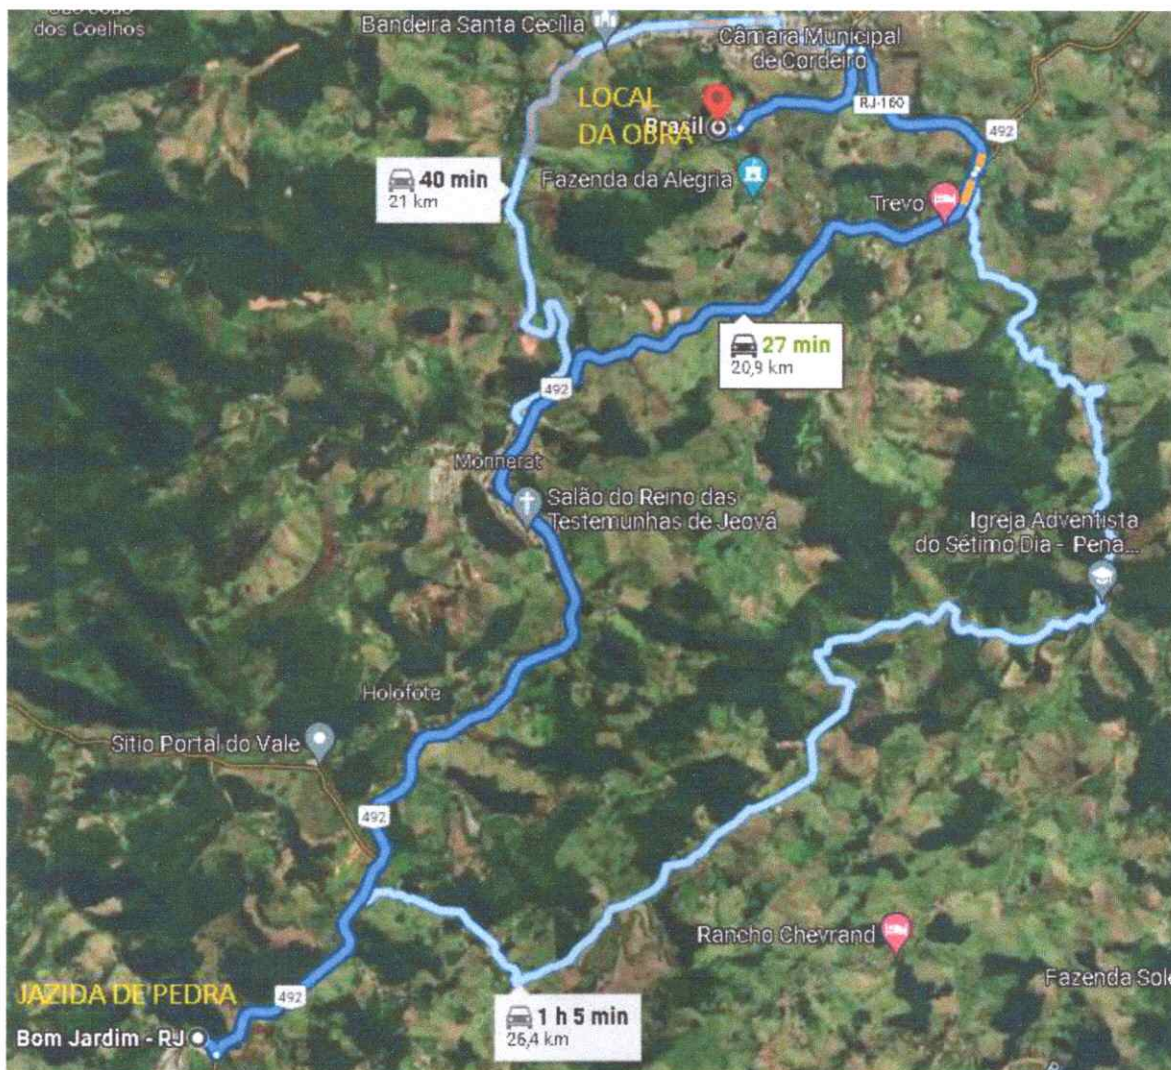 dos Coelhos
Bandeira Santa Cecília
Câmara Municipal
de Cordeiro
LOCAL
DA OBRA
Brasil
RJ-160
492
40 min
21 km
Fazenda da Alegria
Trevo
27 min
20,9 km
492
Monnerat
Salão do Reino das
Testemunhas de Jeová
Igreja Adventista
do Sétimo Dia - Pena...
Holofote
Sitio Portal do Vale
492
Rancho Chevrand
Fazenda Sole
JAZIDA DE PEDRA
492
Bom Jardim - RJ
1 h 5 min
26,4 km